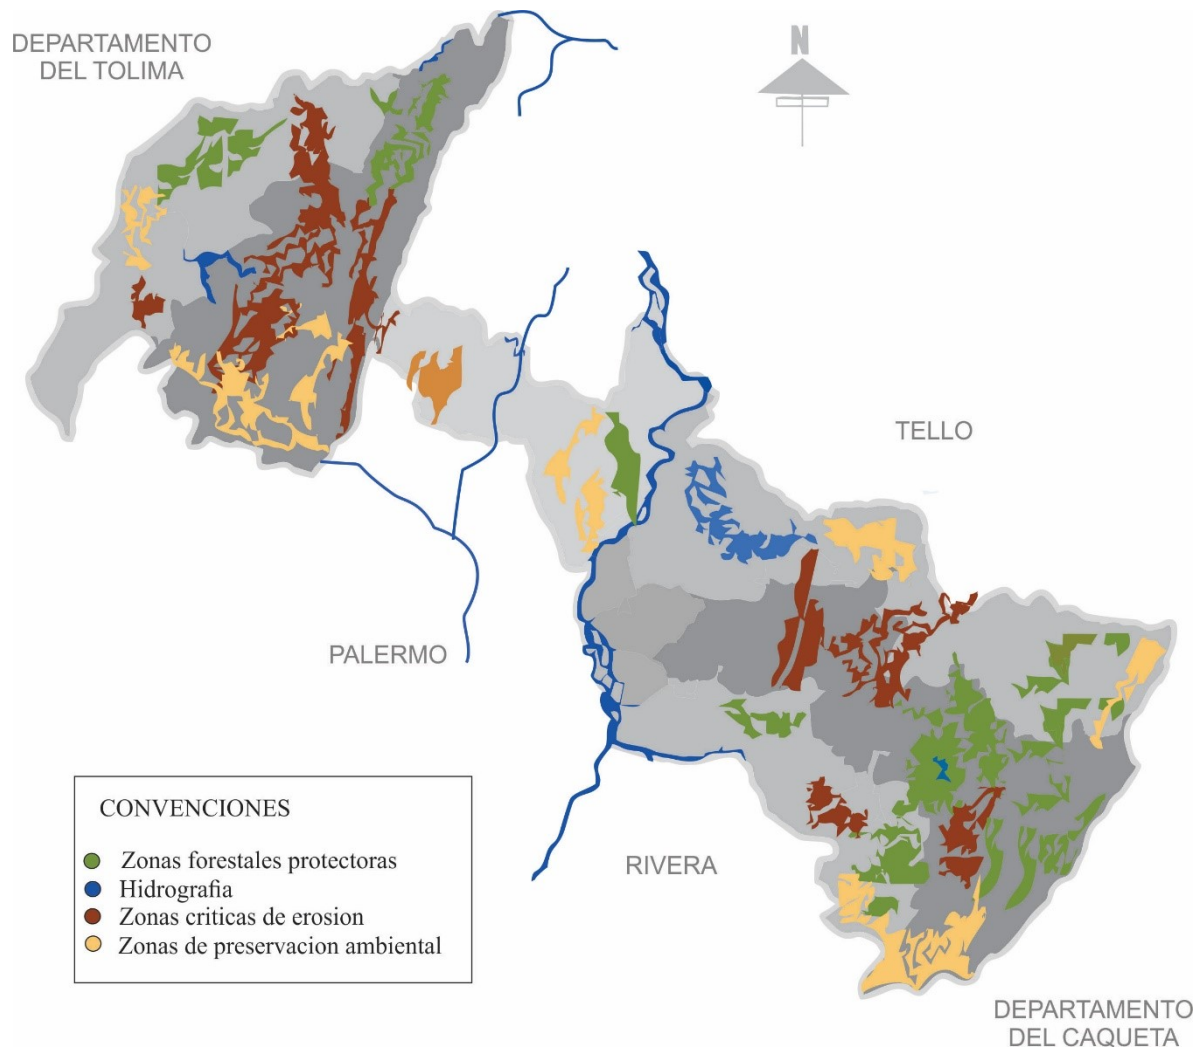 DEPARTAMENTO
DEL TOLIMA
N
TELLO
PALERMO
RIVERA
CONVENCIONES
Zonas forestales protectoras
Hidrografia
Zonas criticas de erosion
Zonas de preservacion ambiental
DEPARTAMENTO
DEL CAQUETA